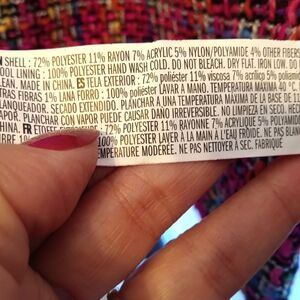 SHELL : 72% POLYESTER 11% RAYON 7% ACRYLIC 5% NYLON/POLYAMIDE 4% OTHER FIBERS
OOL LINING : 100% POLYESTER HAND WASH COLD. DO NOT BLEACH. DRY FLAT. IRON LOW. DO
LEAN. MADE IN CHINA. ES TELA EXTERIOR : 72% poliéster 11% viscosa 7% acrílico 5% poliamid
TRAS FIBRAS 1% LANA FORRO : 100% poliéster LAVAR A MANO. TEMPERATURA MÁXIMA 40 °C.
BLANQUEADOR. SECADO EXTENDIDO. PLANCHAR A UNA TEMPERATURA MÁXIMA DE LA BASE DE 11
PLANCHAR CON VAPOR PUEDE CAUSAR DAÑO IRREVERSIBLE. NO LIMPIEZA EN SECO. HE
CHINA. FR ETOFFE : 72% POLYESTER 11% RAYONNE 7% ACRYLIQUE 5% POLYAMIDE
100% POLYESTER LAVER À LA MAIN À L'EAU FROIDE. NE PAS BLANC
TEMPÉRATURE MODÉRÉE. NE PAS NETTOYER À SEC. FABRIQUÉ